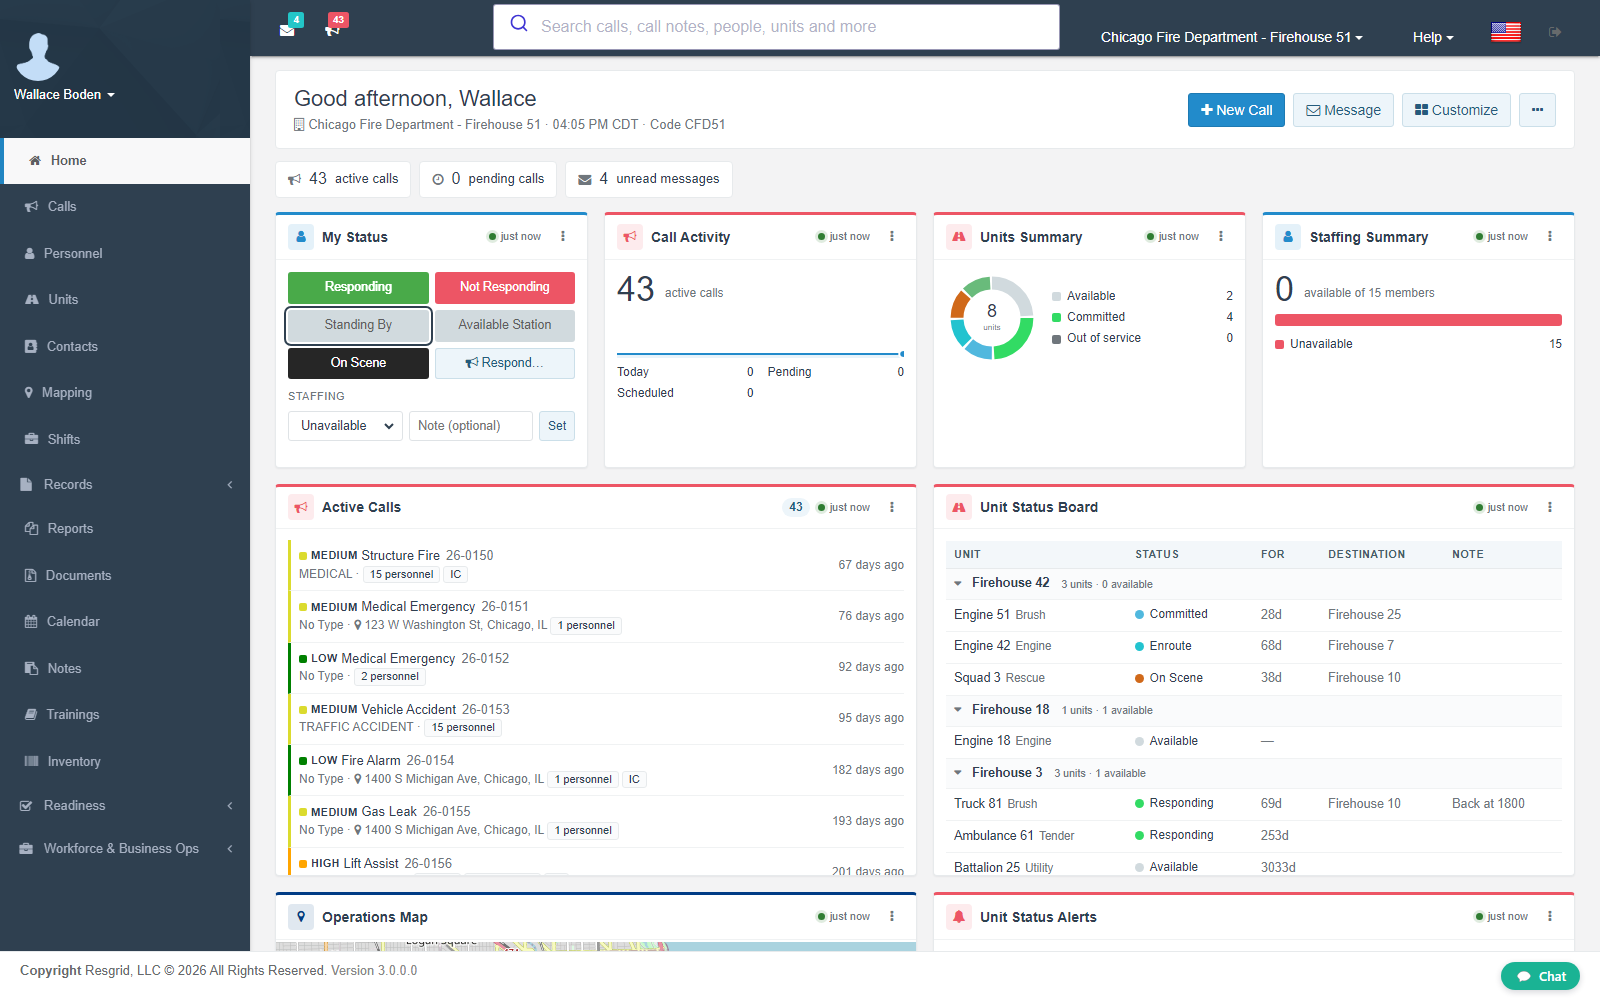 4
43
Search calls, call notes, people, units and more
Chicago Fire Department - Firehouse 51
Help
Wallace Boden
Home
Calls
Personnel
Units
Contacts
Mapping
Shifts
Records
Reports
Documents
Calendar
Notes
Trainings
Inventory
Readiness
Workforce & Business Ops
Good afternoon, Wallace
Chicago Fire Department - Firehouse 51 · 04:05 PM CDT · Code CFD51
New Call
Message
Customize
43 active calls
0 pending calls
4 unread messages
My Status
just now
Responding
Not Responding
Standing By
Available Station
On Scene
Respond...
STAFFING
Unavailable
Note (optional)
Set
Call Activity
just now
43 active calls
Today 0
Pending 0
Scheduled 0
Units Summary
just now
8
units
Available 2
Committed 4
Out of service 0
Staffing Summary
just now
0 available of 15 members
Unavailable 15
Active Calls
43
just now
MEDIUM Structure Fire 26-0150
MEDICAL · 15 personnel IC
67 days ago
MEDIUM Medical Emergency 26-0151
No Type · 123 W Washington St, Chicago, IL 1 personnel
76 days ago
LOW Medical Emergency 26-0152
No Type · 2 personnel
92 days ago
MEDIUM Vehicle Accident 26-0153
TRAFFIC ACCIDENT · 15 personnel
95 days ago
LOW Fire Alarm 26-0154
No Type · 1400 S Michigan Ave, Chicago, IL 1 personnel IC
182 days ago
MEDIUM Gas Leak 26-0155
No Type · 1400 S Michigan Ave, Chicago, IL 1 personnel
193 days ago
HIGH Lift Assist 26-0156
201 days ago
Unit Status Board
just now
UNIT STATUS FOR DESTINATION NOTE
Firehouse 42 3 units · 0 available
Engine 51 Brush Committed 28d Firehouse 25
Engine 42 Engine Enroute 68d Firehouse 7
Squad 3 Rescue On Scene 38d Firehouse 10
Firehouse 18 1 units · 1 available
Engine 18 Engine Available —
Firehouse 3 3 units · 1 available
Truck 81 Brush Responding 69d Firehouse 10 Back at 1800
Ambulance 61 Tender Responding 253d
Battalion 25 Utility Available 3033d
Operations Map
just now
Logan Square
Unit Status Alerts
just now
Copyright Resgrid, LLC © 2026 All Rights Reserved. Version 3.0.0.0
Chat